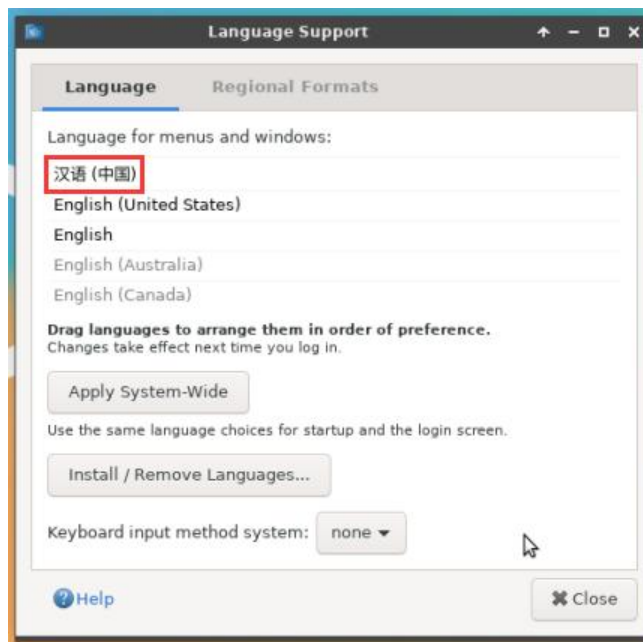 Language Support
Language
Regional Formats
Language for menus and windows:
汉语 (中国)
English (United States)
English
English (Australia)
English (Canada)
Drag languages to arrange them in order of preference.
Changes take effect next time you log in.
Apply System-Wide
Use the same language choices for startup and the login screen.
Install / Remove Languages...
Keyboard input method system: none
Help
Close